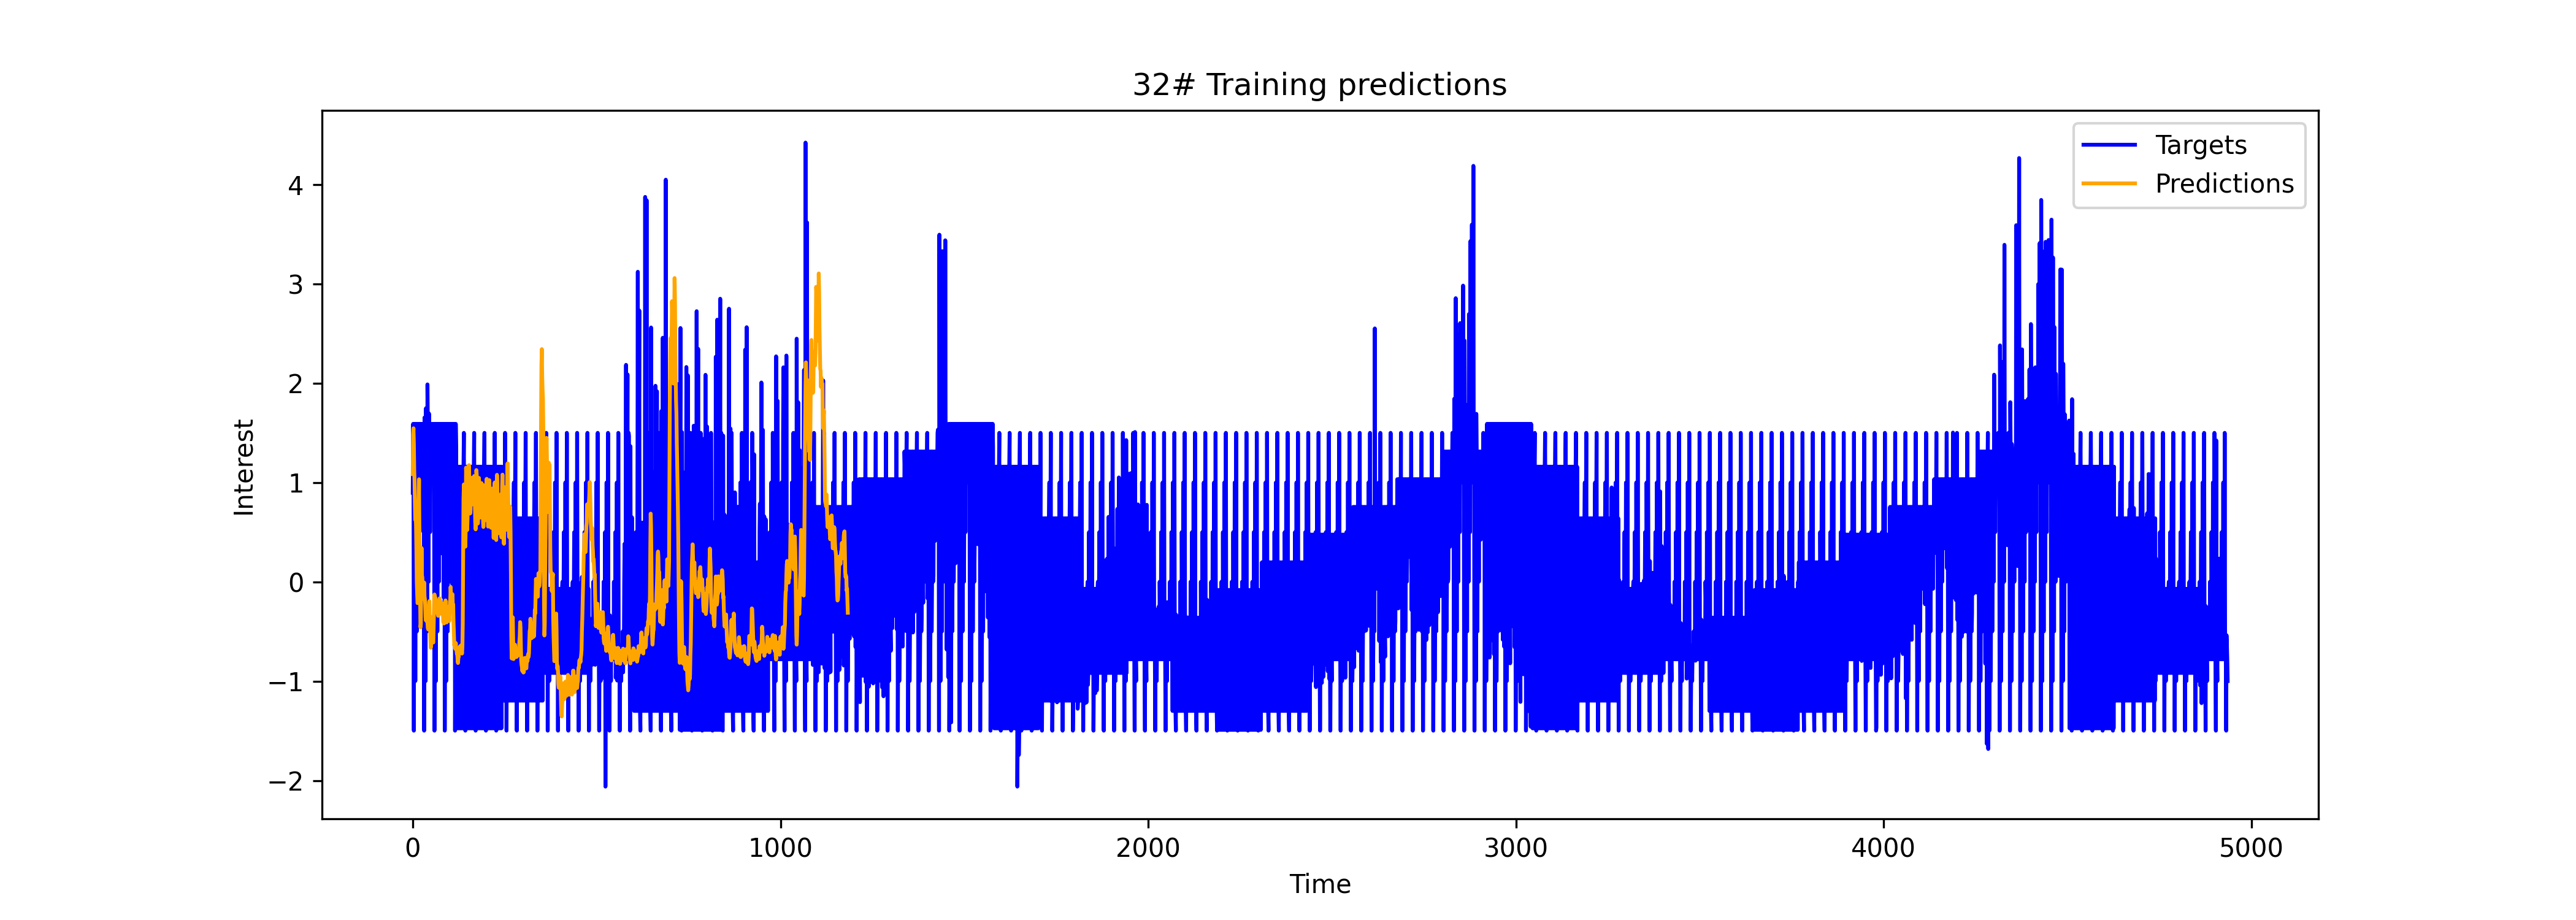 32# Training predictions
Targets
Predictions
4
3
2
1
0
−1
−2
Interest
0
1000
2000
3000
4000
5000
Time